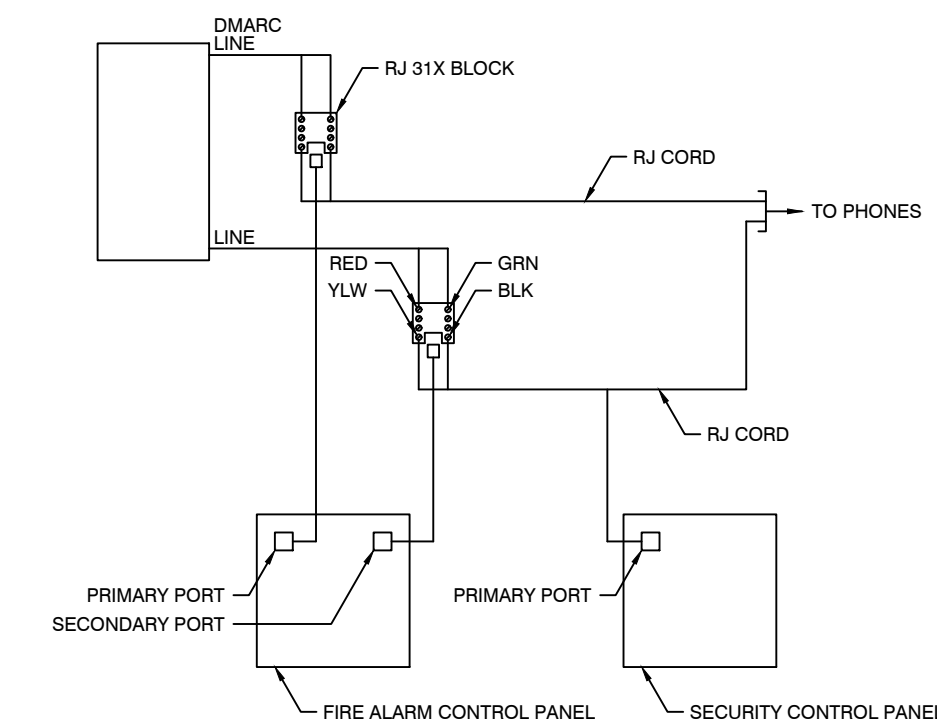 DMARC
LINE
RJ 31X BLOCK
RJ CORD
TO PHONES
LINE
RED
GRN
YLW
BLK
RJ CORD
PRIMARY PORT
PRIMARY PORT
SECONDARY PORT
FIRE ALARM CONTROL PANEL
SECURITY CONTROL PANEL